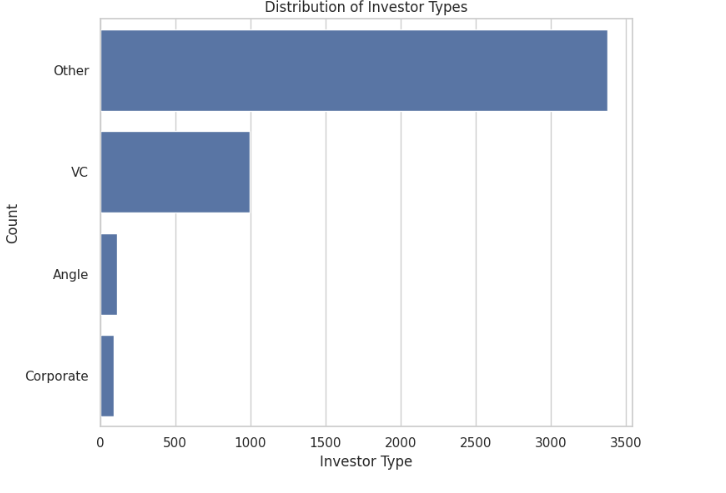 Distribution of Investor Types
Other
VC
Angle
Corporate
Count
0 500 1000 1500 2000 2500 3000 3500
Investor Type